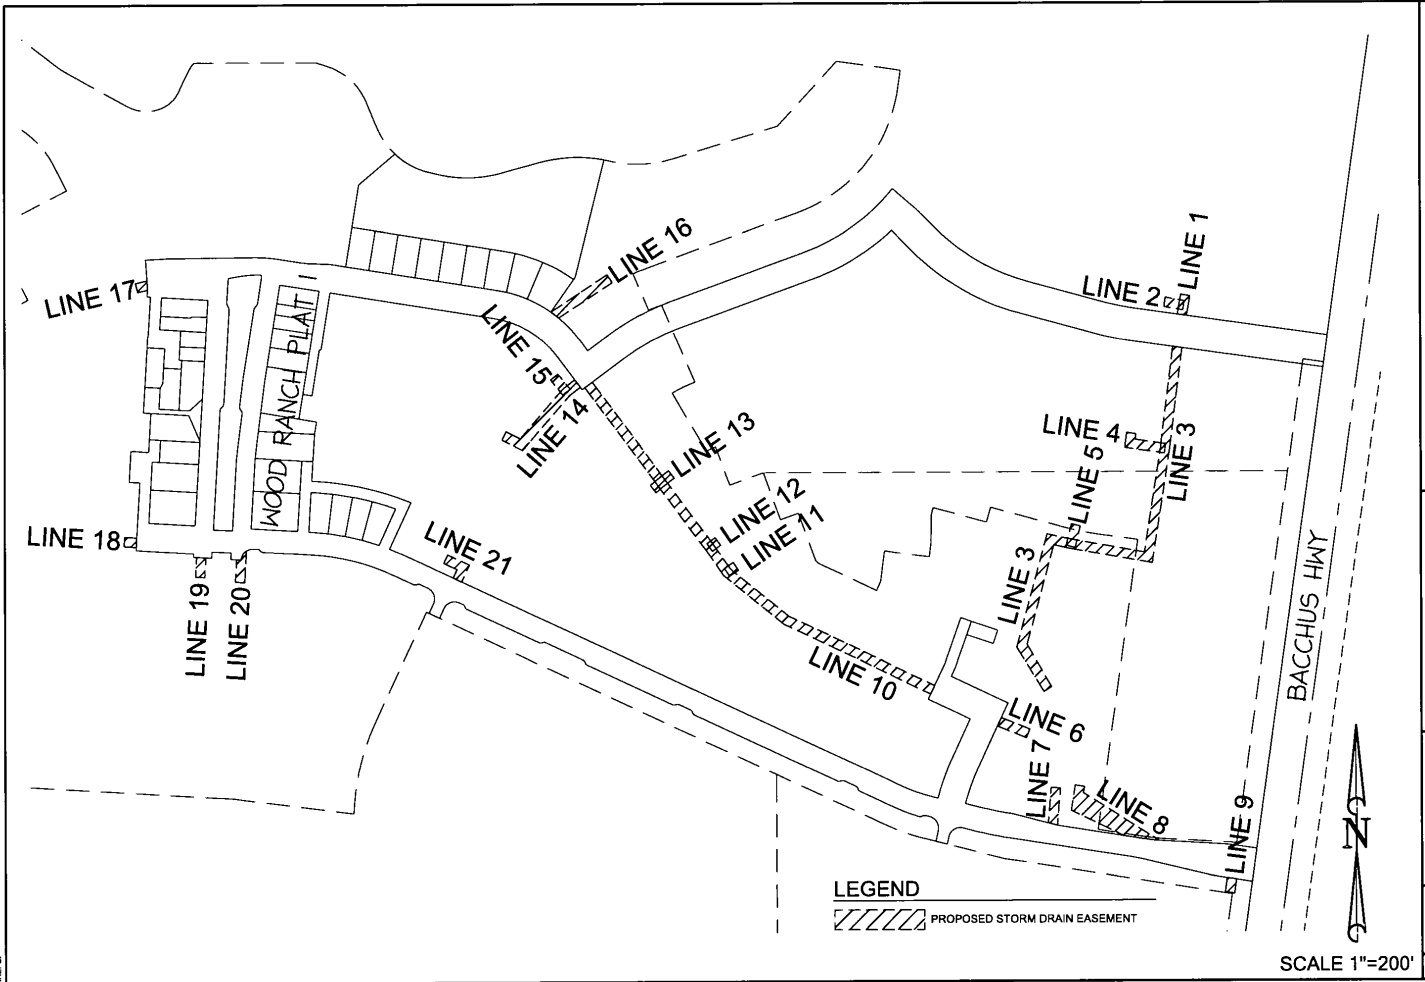 LINE 1
LINE 16
LINE 2
LINE 17
LINE 15
LINE 14
LINE 13
LINE 4
LINE 3
LINE 5
WOOD RANCH PLAT 1
LINE 12
LINE 11
LINE 18
LINE 21
LINE 3
LINE 19
LINE 20
LINE 10
BACCHUS HWY
LINE 6
LINE 7
LINE 8
LINE 9
N
LEGEND
PROPOSED STORM DRAIN EASEMENT
SCALE 1"=200'